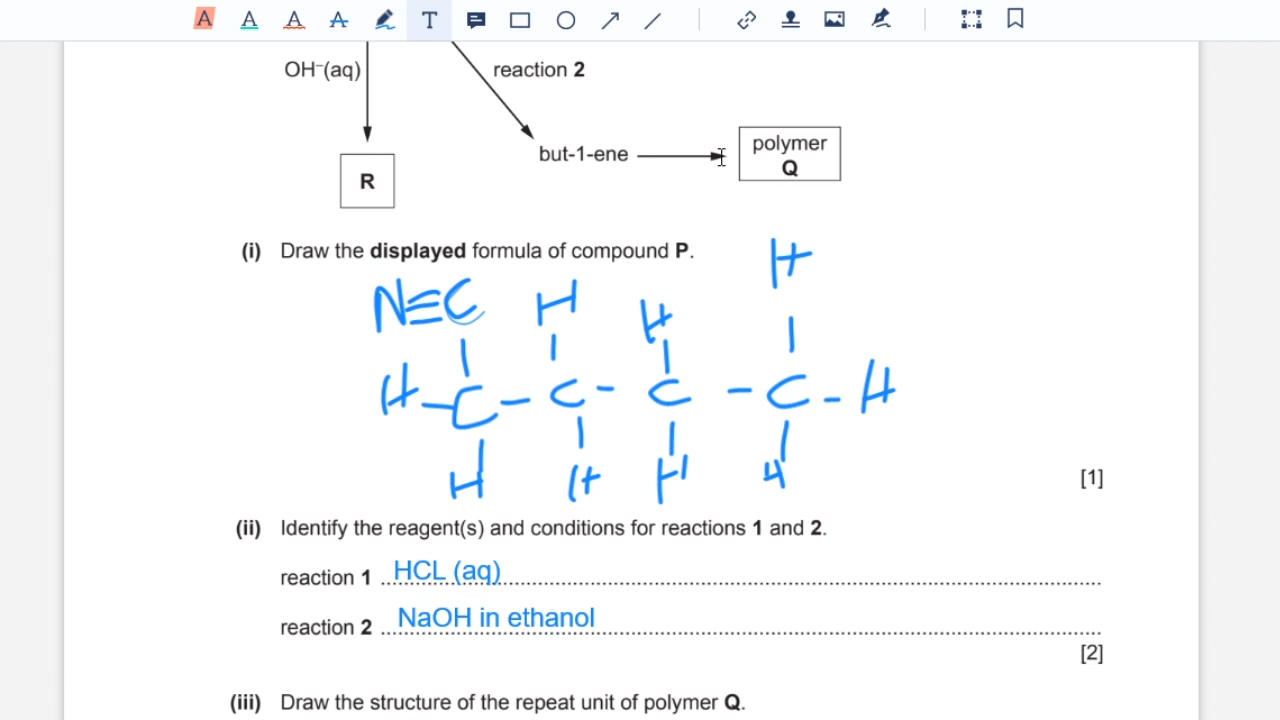 A A A A T
OH⁻(aq)
reaction 2
but-1-ene
polymer
Q
R
(i) Draw the displayed formula of compound P.
H
N≡C H H
H-C-C-C-C-H
H H H H
[1]
(ii) Identify the reagent(s) and conditions for reactions 1 and 2.
reaction 1 HCL (aq)
reaction 2 NaOH in ethanol
[2]
(iii) Draw the structure of the repeat unit of polymer Q.